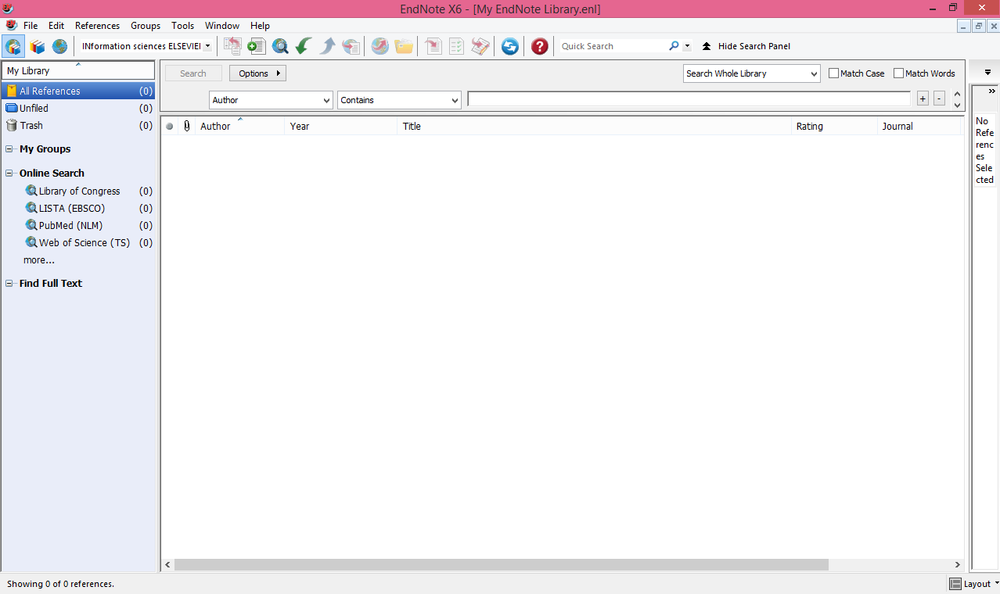 EndNote X6 - [My EndNote Library.enl]
File Edit References Groups Tools Window Help
INformation sciences ELSEVIEI
Quick Search
Hide Search Panel
My Library
All References (0)
Unfiled (0)
Trash (0)
My Groups
Online Search
Library of Congress (0)
LISTA (EBSCO) (0)
PubMed (NLM) (0)
Web of Science (TS) (0)
more...
Find Full Text
Search Options Search Whole Library Match Case Match Words
Author Contains + -
Author Year Title Rating Journal
No
Refe
renc
es
Sele
cted
Showing 0 of 0 references.
Layout